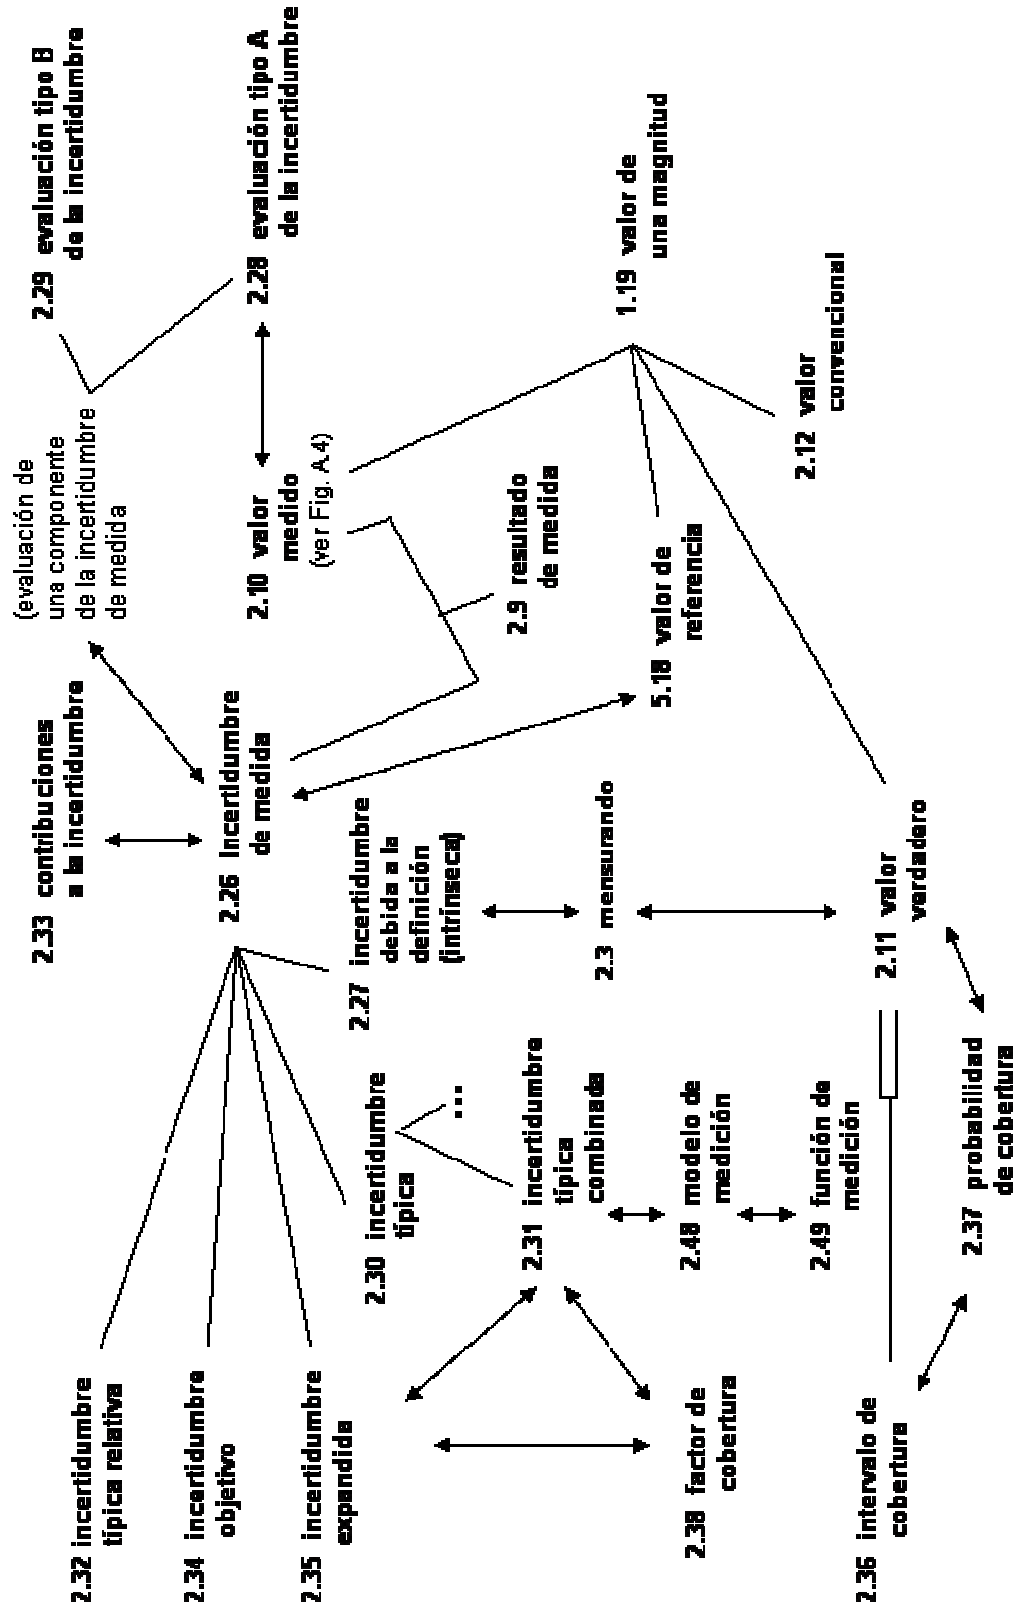 2.33 contribuciones
a la incertidumbre
(evaluación de
una componente
de la incertidumbre
de medida
2.29 evaluación tipo B
de la incertidumbre
2.32 incertidumbre
típica relativa
2.34 incertidumbre
objetivo
2.35 incertidumbre
expandida
2.26 Incertidumbre
de medida
2.10 valor
medido
(ver Fig. A.4)
2.28 evaluación tipo A
de la incertidumbre
2.30 incertidumbre
típica
...
2.27 incertidumbre
debida a la
definición
(intrínseca)
2.31 incertidumbre
típica
combinada
2.9 resultado
de medida
2.3 mensurando
5.18 valor de
referencia
1.19 valor de
una magnitud
2.38 factor de
cobertura
2.48 modelo de
medición
2.49 función de
medición
2.12 valor
convencional
2.36 intervalo de
cobertura
2.11 valor
verdadero
2.37 probabilidad
de cobertura